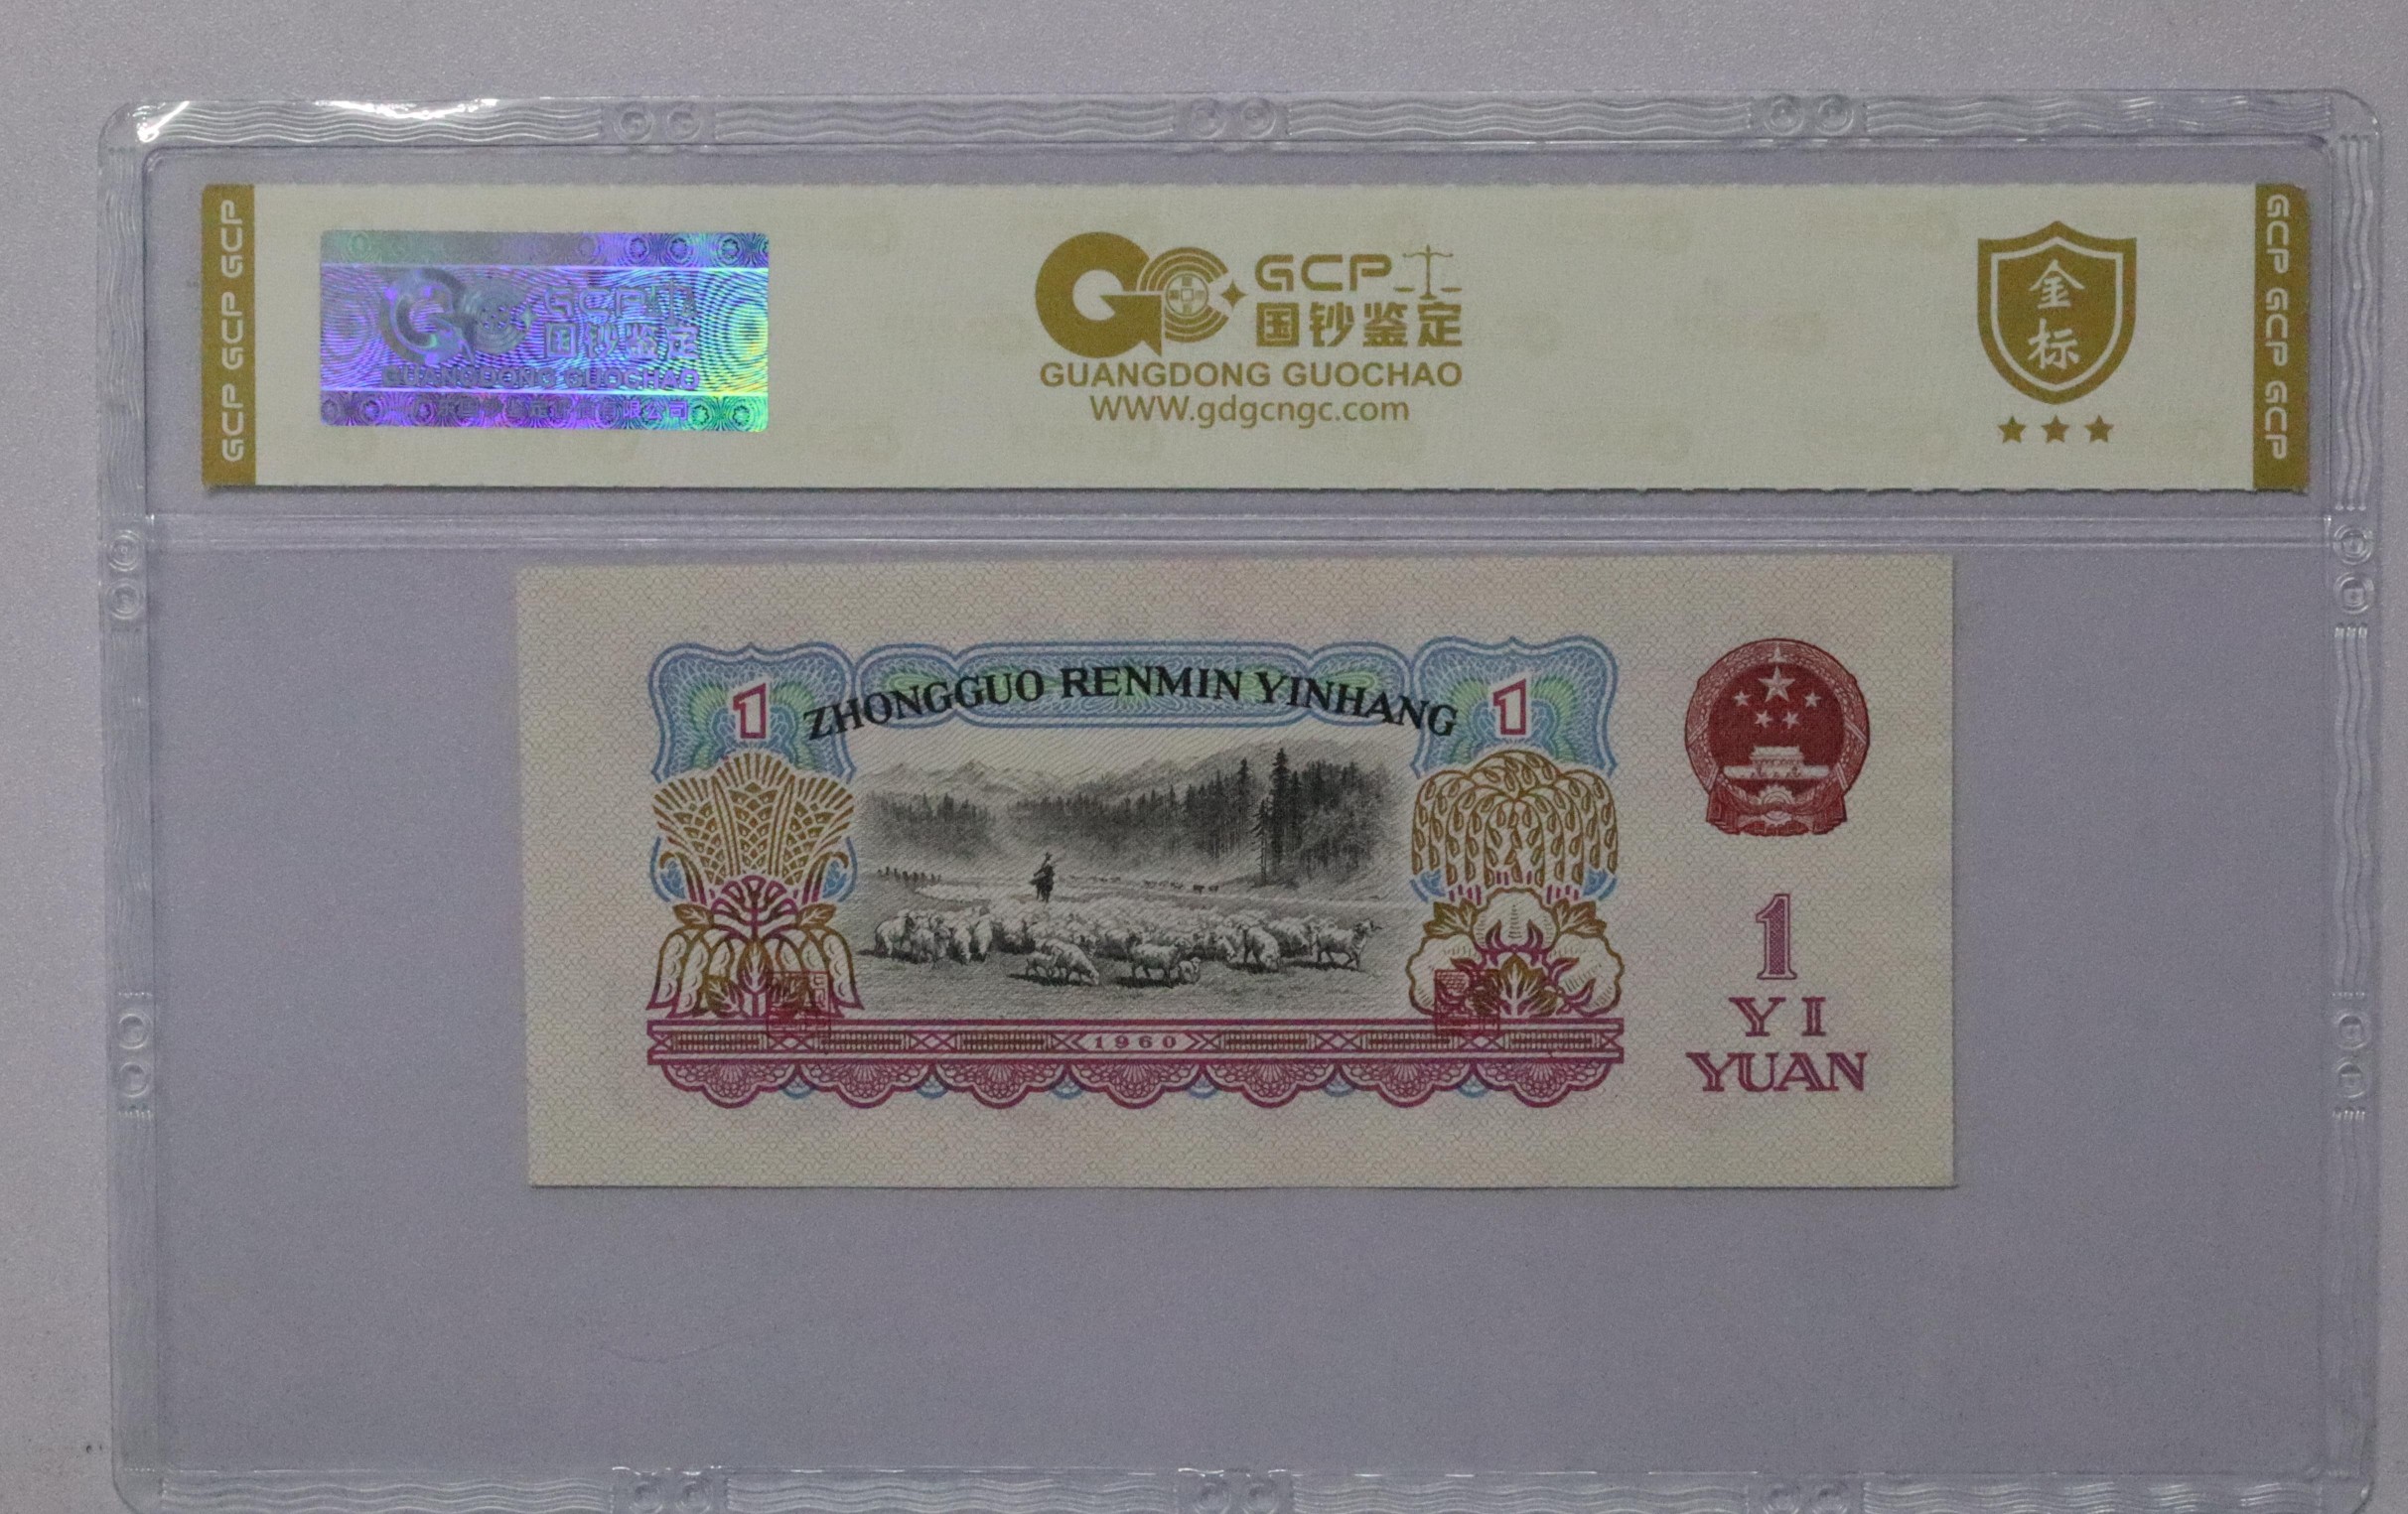 GCP GCP GCP
GCP
国钞鉴定
GUANGDONG GUOCHAO
GCP
国钞鉴定
GUANGDONG GUOCHAO
WWW.gdgcngc.com
金
标
GCP GCP GCP
ZHONGGUO RENMIN YINHANG
1
1
1960
1
YI
YUAN